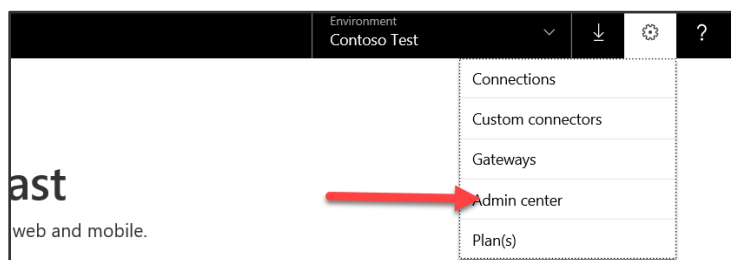 Environment
Contoso Test
?
Connections
Custom connectors
Gateways
ast
Admin center
web and mobile.
Plan(s)